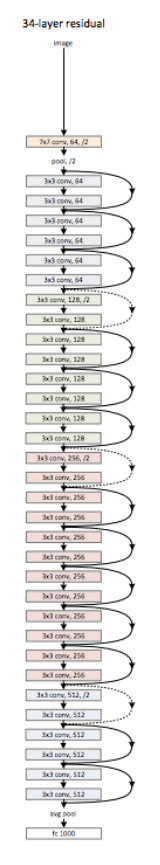 34-layer residual
image
7x7 conv, 64, /2
pool, /2
3x3 conv, 64
3x3 conv, 64
3x3 conv, 64
3x3 conv, 64
3x3 conv, 64
3x3 conv, 64
3x3 conv, 128, /2
3x3 conv, 128
3x3 conv, 128
3x3 conv, 128
3x3 conv, 128
3x3 conv, 128
3x3 conv, 128
3x3 conv, 128
3x3 conv, 256, /2
3x3 conv, 256
3x3 conv, 256
3x3 conv, 256
3x3 conv, 256
3x3 conv, 256
3x3 conv, 256
3x3 conv, 256
3x3 conv, 256
3x3 conv, 256
3x3 conv, 256
3x3 conv, 256
3x3 conv, 512, /2
3x3 conv, 512
3x3 conv, 512
3x3 conv, 512
3x3 conv, 512
3x3 conv, 512
avg pool
fc 1000